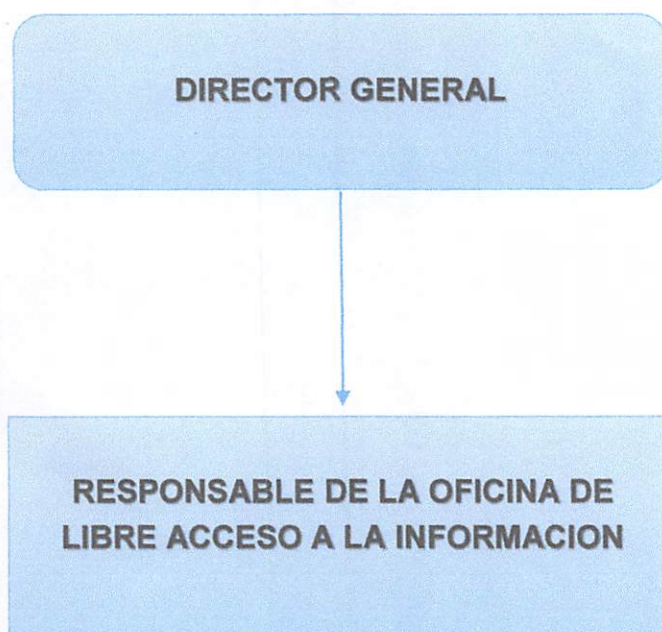 DIRECTOR GENERAL
RESPONSABLE DE LA OFICINA DE
LIBRE ACCESO A LA INFORMACION